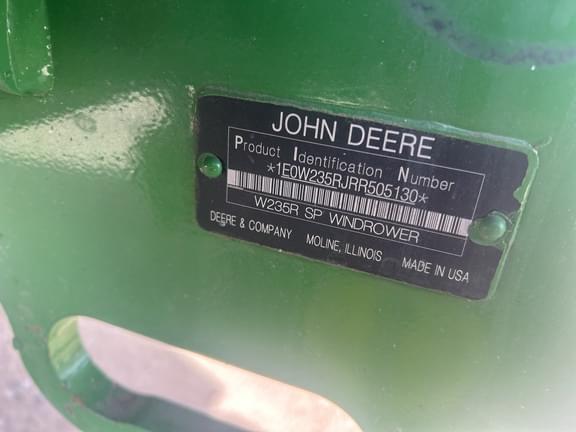 JOHN DEERE
Product Identification Number
*1E0W235RJRR505130*
W235R SP WINDROWER
DEERE & COMPANY MOLINE, ILLINOIS MADE IN USA